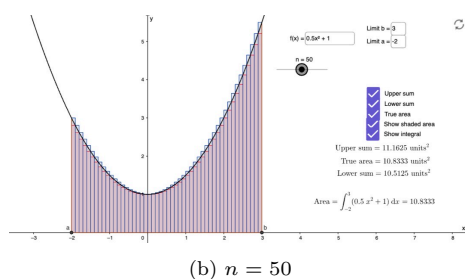 y
f(x) = 0.5x² + 1
Limit b = 3
Limit a = -2
n = 50
Upper sum
Lower sum
True area
Show shaded area
Show integral
Upper sum = 11.1625 units²
True area = 10.8333 units²
Lower sum = 10.5125 units²
Area = ∫₋₂³ (0.5 x² + 1) dx = 10.8333
5
4
3
2
1
a
b
x
−3 −2 −1 0 1 2 3 4 5 6 7 8
(b) n = 50